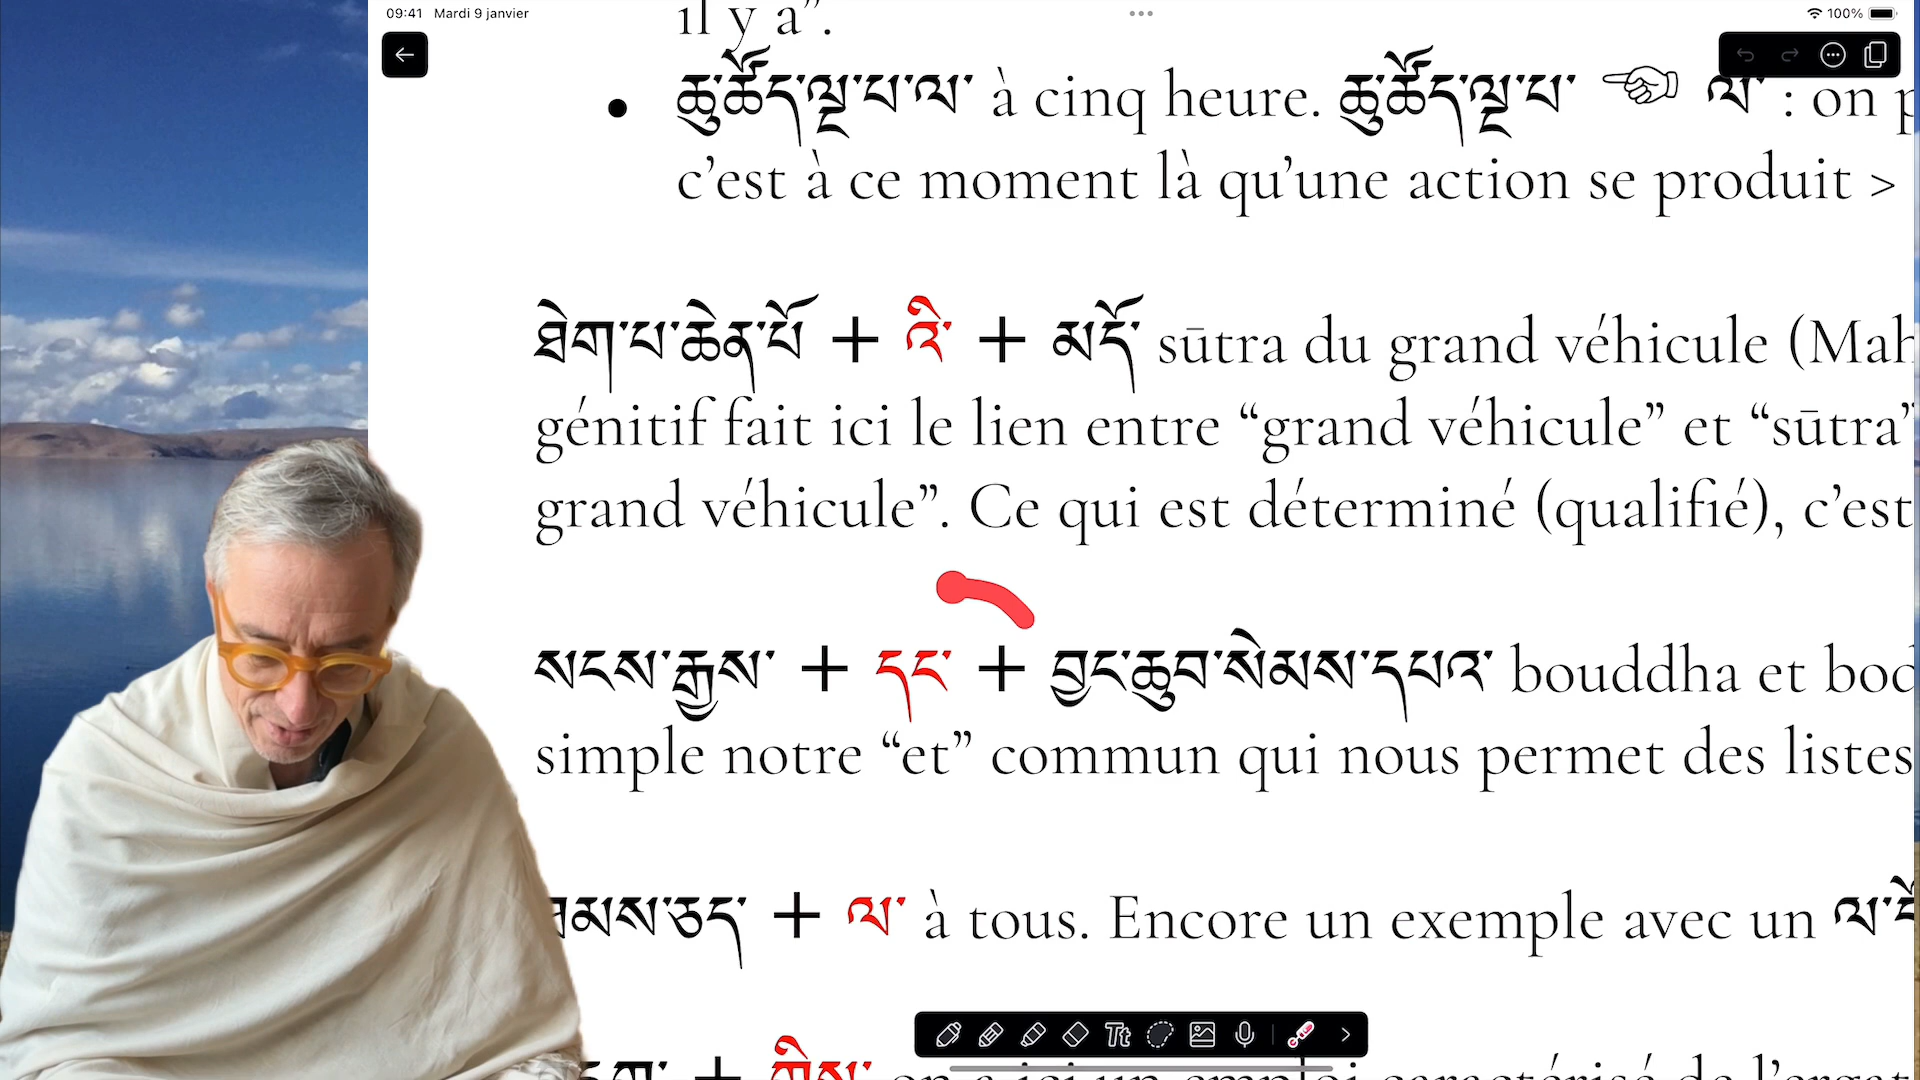 09:41 Mardi 9 janvier
100%
il y a”.
• ཆུ་ཚོད་ལྔ་པ་ལ་ à cinq heure. ཆུ་ཚོད་ལྔ་པ་ ལ་ : on
c’est à ce moment là qu’une action se produit >
ཐེག་པ་ཆེན་པོ + འི་ + མདོ་ sūtra du grand véhicule (Mah
génitif fait ici le lien entre “grand véhicule” et “sūtra”
grand véhicule”. Ce qui est déterminé (qualifié), c’est
སངས་རྒྱས་ + དང་ + བྱང་ཆུབ་སེམས་དཔའ་ bouddha et bod
simple notre “et” commun qui nous permet des listes
ཐམས་ཅད་ + ལ་ à tous. Encore un exemple avec un ལ་
Tt